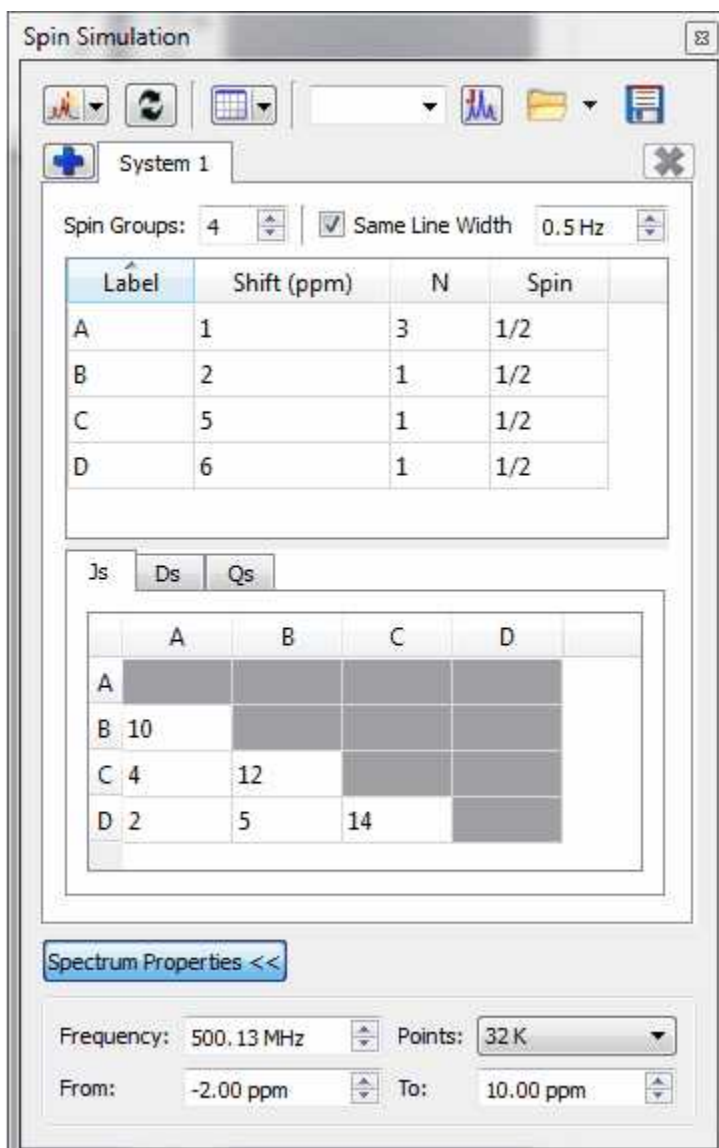 Spin Simulation
System 1
Spin Groups: 4 Same Line Width 0.5 Hz
Label Shift (ppm) N Spin
A 1 3 1/2
B 2 1 1/2
C 5 1 1/2
D 6 1 1/2
Js Ds Qs
A B C D
A
B 10
C 4 12
D 2 5 14
Spectrum Properties <<
Frequency: 500.13 MHz Points: 32 K
From: -2.00 ppm To: 10.00 ppm